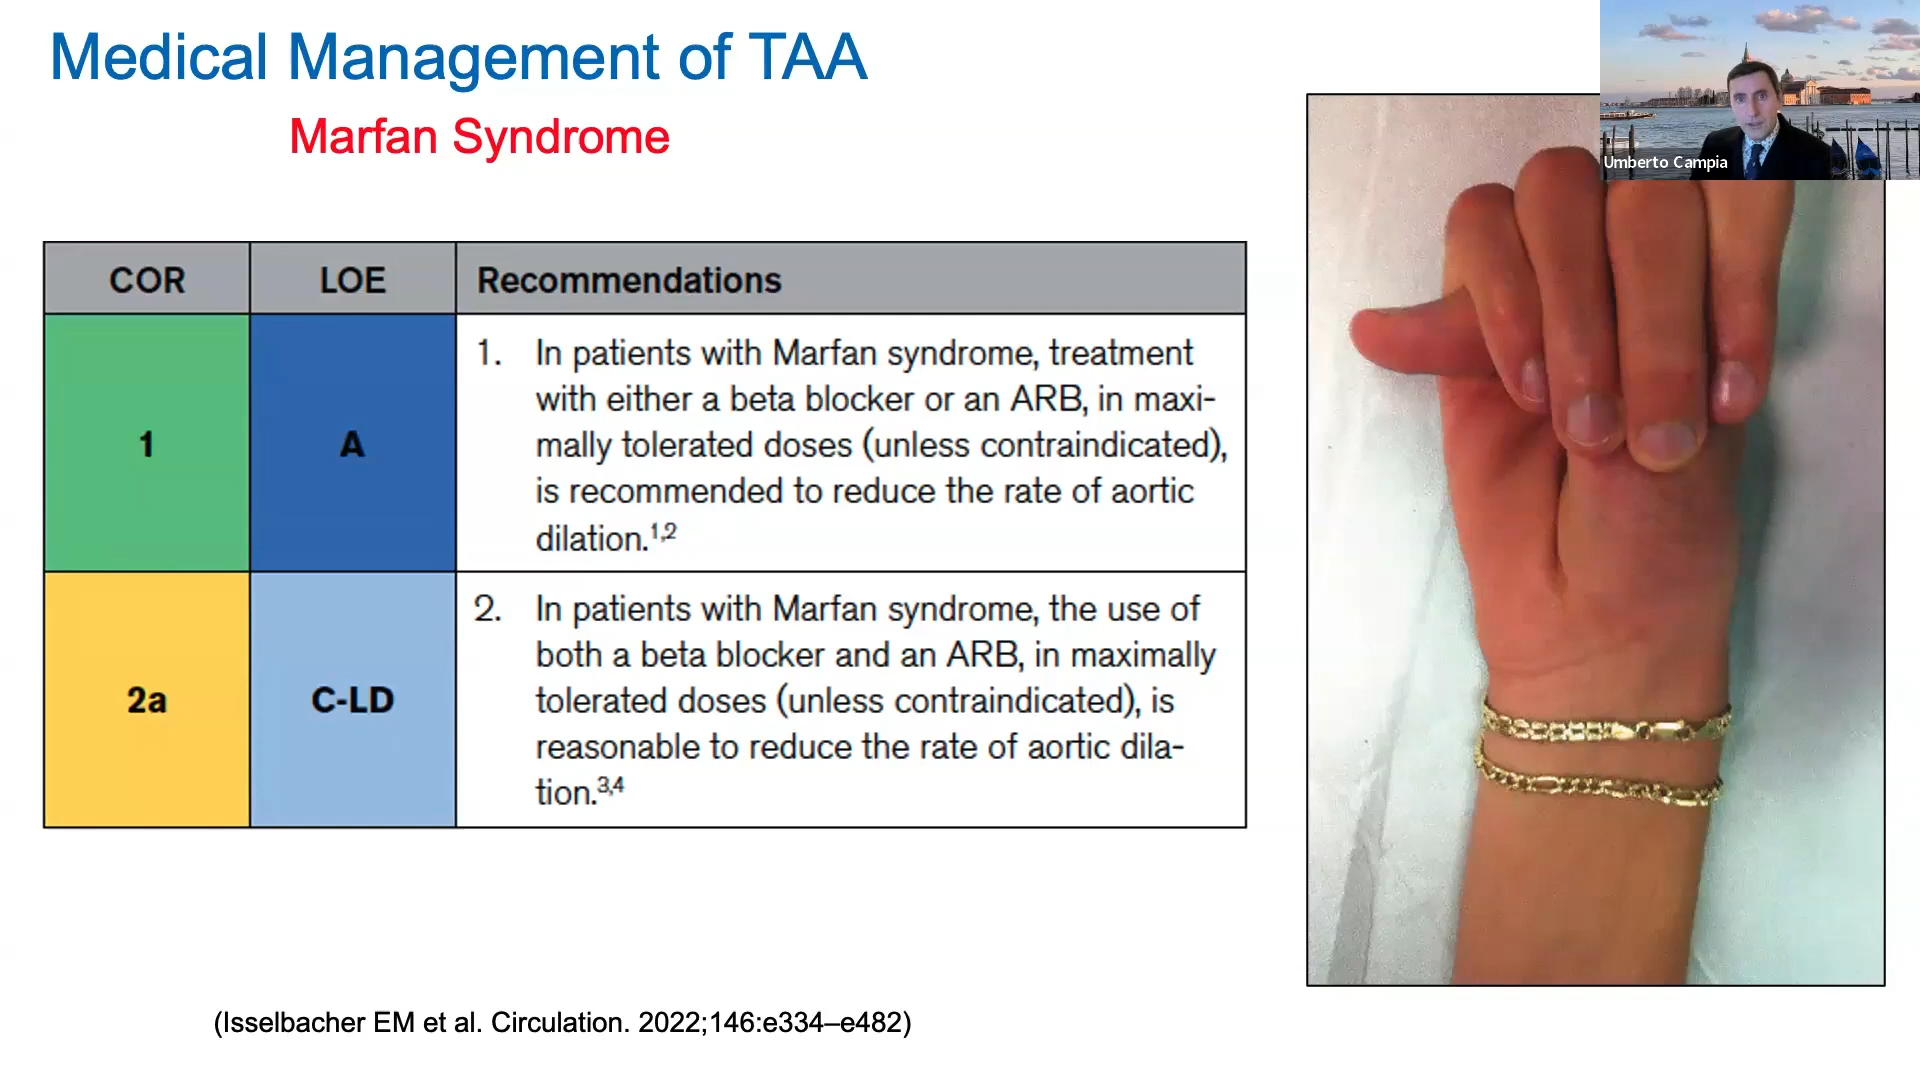 Medical Management of TAA
Marfan Syndrome
Umberto Campia
COR LOE Recommendations
1 A 1. In patients with Marfan syndrome, treatment
with either a beta blocker or an ARB, in maxi-
mally tolerated doses (unless contraindicated),
is recommended to reduce the rate of aortic
dilation.1,2
2a C-LD 2. In patients with Marfan syndrome, the use of
both a beta blocker and an ARB, in maximally
tolerated doses (unless contraindicated), is
reasonable to reduce the rate of aortic dila-
tion.3,4
(Isselbacher EM et al. Circulation. 2022;146:e334–e482)